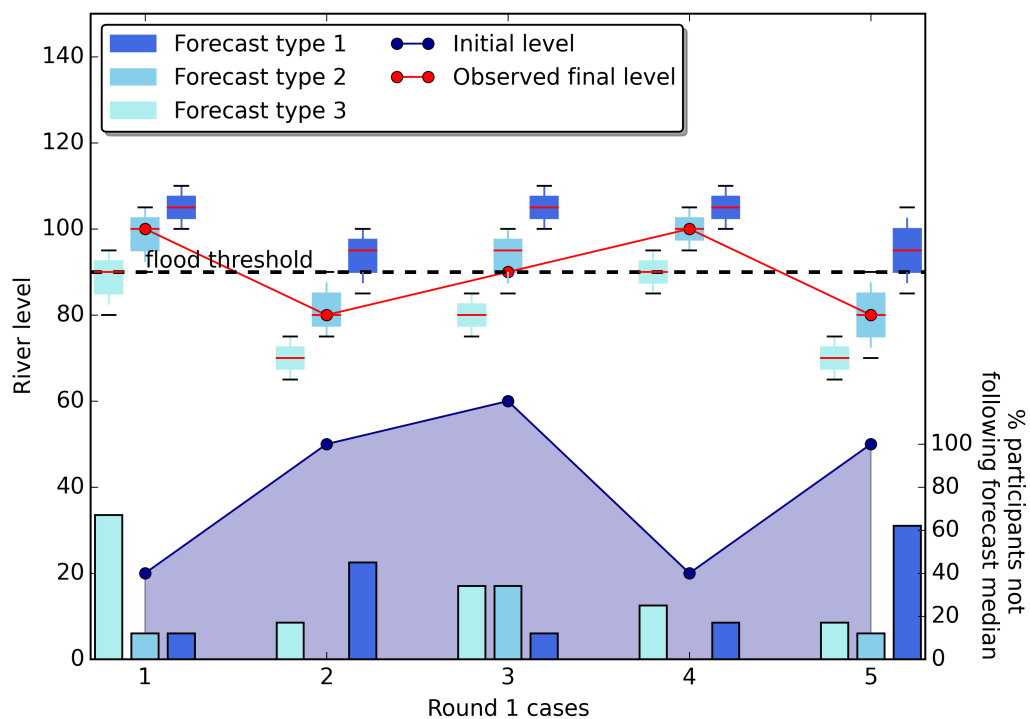 Forecast type 1
Forecast type 2
Forecast type 3
Initial level
Observed final level
flood threshold
River level
0
20
40
60
80
100
120
140
% participants not
following forecast median
0
20
40
60
80
100
1 2 3 4 5
Round 1 cases